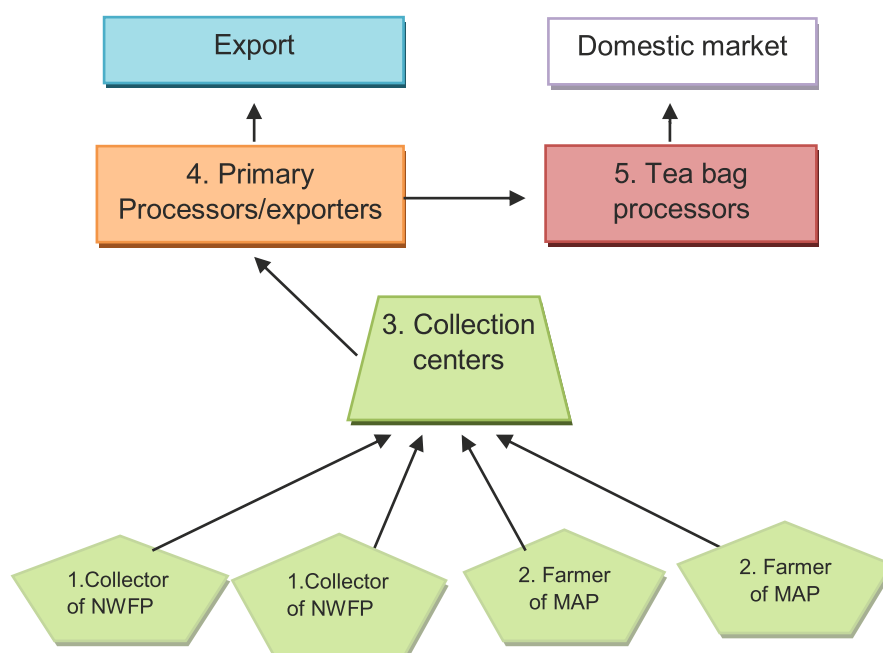 Export
Domestic market
4. Primary
Processors/exporters
5. Tea bag
processors
3. Collection
centers
1.Collector
of NWFP
1.Collector
of NWFP
2. Farmer
of MAP
2. Farmer
of MAP